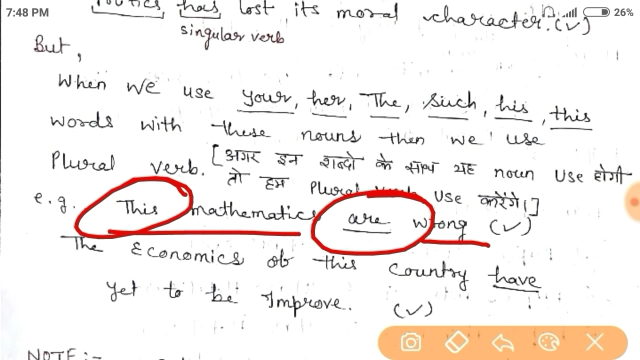 7:48 PM 26%
Politics has lost its moral character. (✓)
singular verb
But,
When we use your, her, The, such, his, this
words with these nouns then we use
Plural verb. [अगर इन शब्दो के साथ यह noun use होगी
तो हम Plural verb use करेंगे।]
e.g. This mathematics are wrong (✓)
The Economics of this country have
yet to be Improve. (✓)
NOTE :-